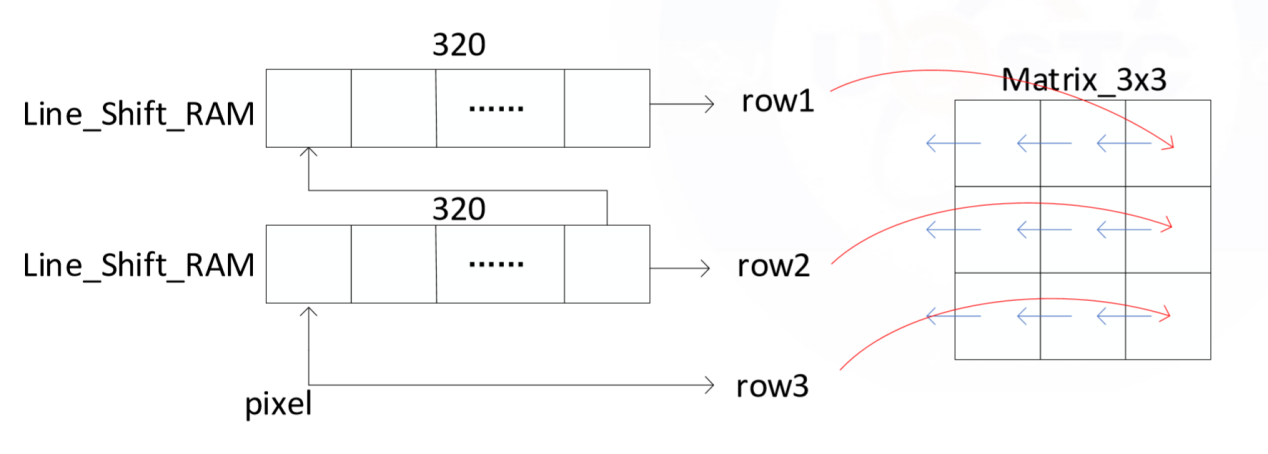 320
Line_Shift_RAM
......
row1
Matrix_3x3
320
Line_Shift_RAM
......
row2
pixel
row3